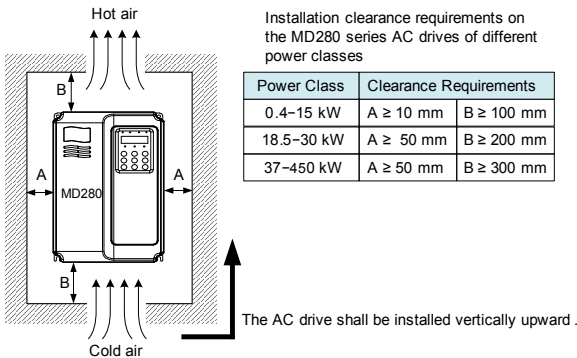 Hot air
Installation clearance requirements on
the MD280 series AC drives of different
power classes
Power Class Clearance Requirements
0.4−15 kW A ≥ 10 mm B ≥ 100 mm
18.5−30 kW A ≥ 50 mm B ≥ 200 mm
37−450 kW A ≥ 50 mm B ≥ 300 mm
B
A
A
MD280
B
The AC drive shall be installed vertically upward .
Cold air